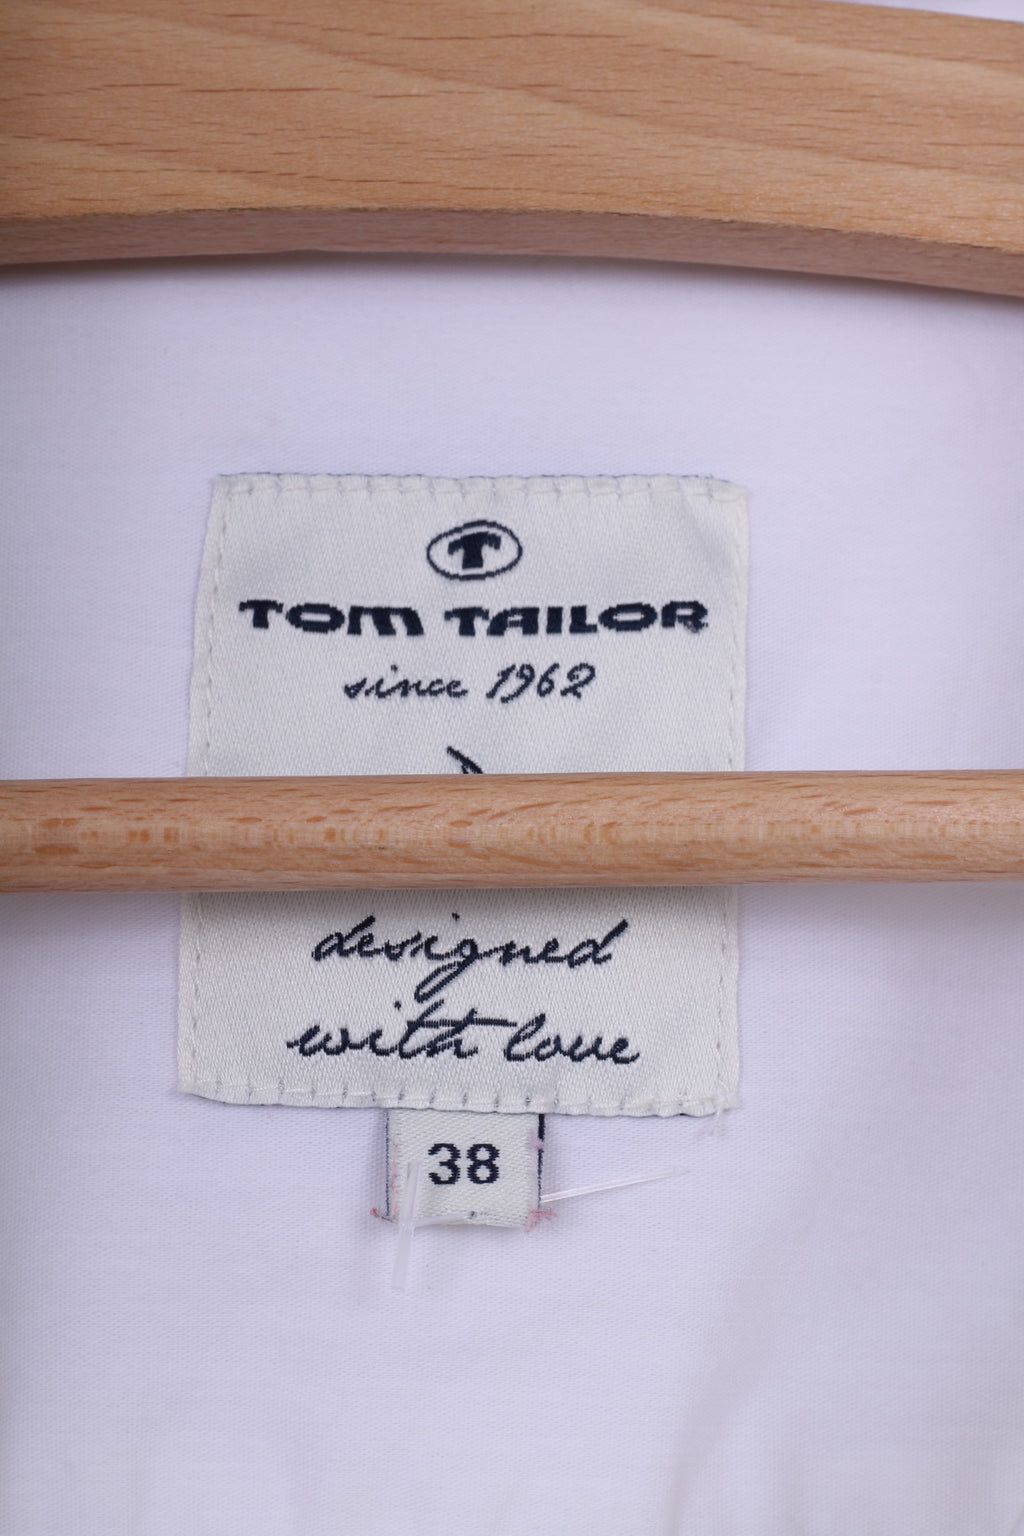 T
TOM TAILOR
since 1962
designed
with love
38